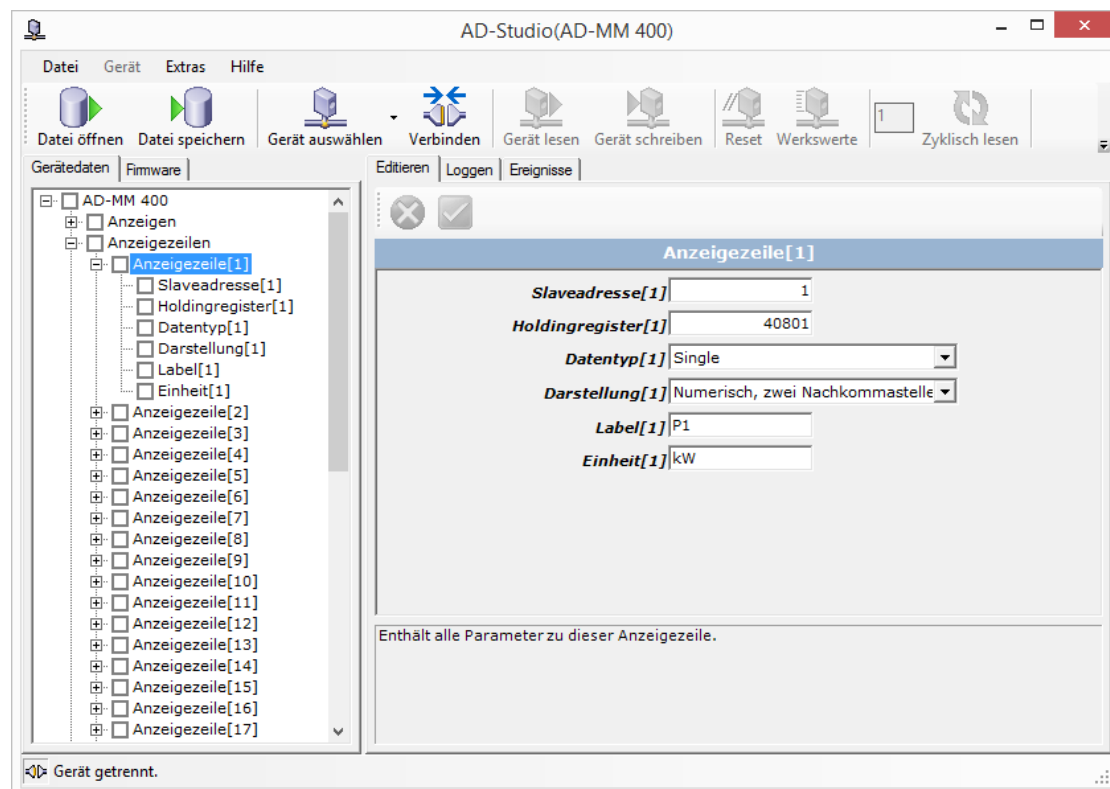 AD-Studio(AD-MM 400)
Datei Gerät Extras Hilfe
Datei öffnen Datei speichern Gerät auswählen Verbinden Gerät lesen Gerät schreiben Reset Werkswerte 1 Zyklisch lesen
Gerätedaten Firmware
Editieren Loggen Ereignisse
AD-MM 400
Anzeigen
Anzeigezeilen
Anzeigezeile[1]
Slaveadresse[1]
Holdingregister[1]
Datentyp[1]
Darstellung[1]
Label[1]
Einheit[1]
Anzeigezeile[2]
Anzeigezeile[3]
Anzeigezeile[4]
Anzeigezeile[5]
Anzeigezeile[6]
Anzeigezeile[7]
Anzeigezeile[8]
Anzeigezeile[9]
Anzeigezeile[10]
Anzeigezeile[11]
Anzeigezeile[12]
Anzeigezeile[13]
Anzeigezeile[14]
Anzeigezeile[15]
Anzeigezeile[16]
Anzeigezeile[17]
Anzeigezeile[1]
Slaveadresse[1] 1
Holdingregister[1] 40801
Datentyp[1] Single
Darstellung[1] Numerisch, zwei Nachkommastelle
Label[1] P1
Einheit[1] kW
Enthält alle Parameter zu dieser Anzeigezeile.
Gerät getrennt.